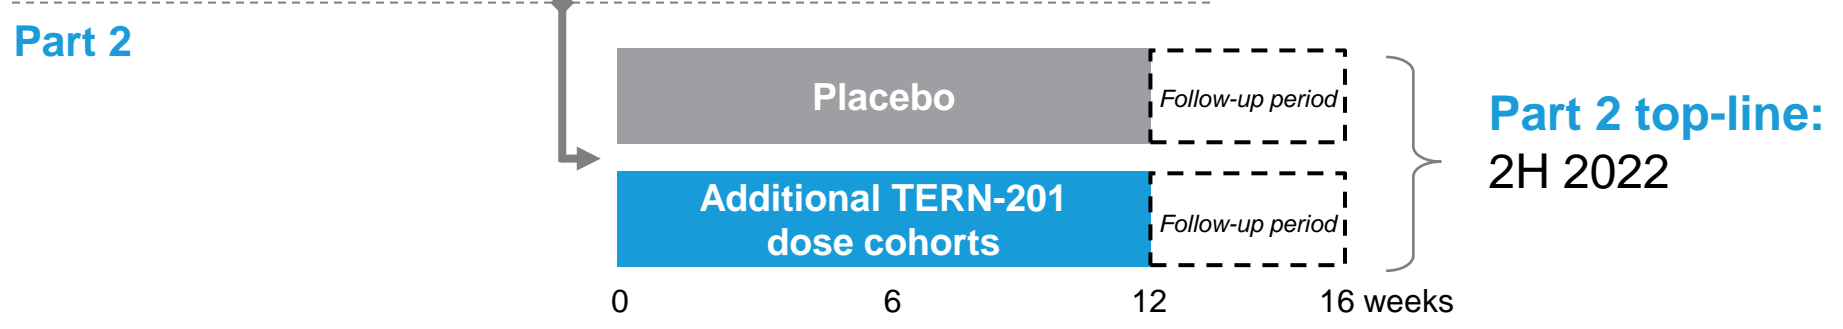 Part 2
Placebo
Follow-up period
Part 2 top-line:
2H 2022
Additional TERN-201
dose cohorts
Follow-up period
0 6 12 16 weeks